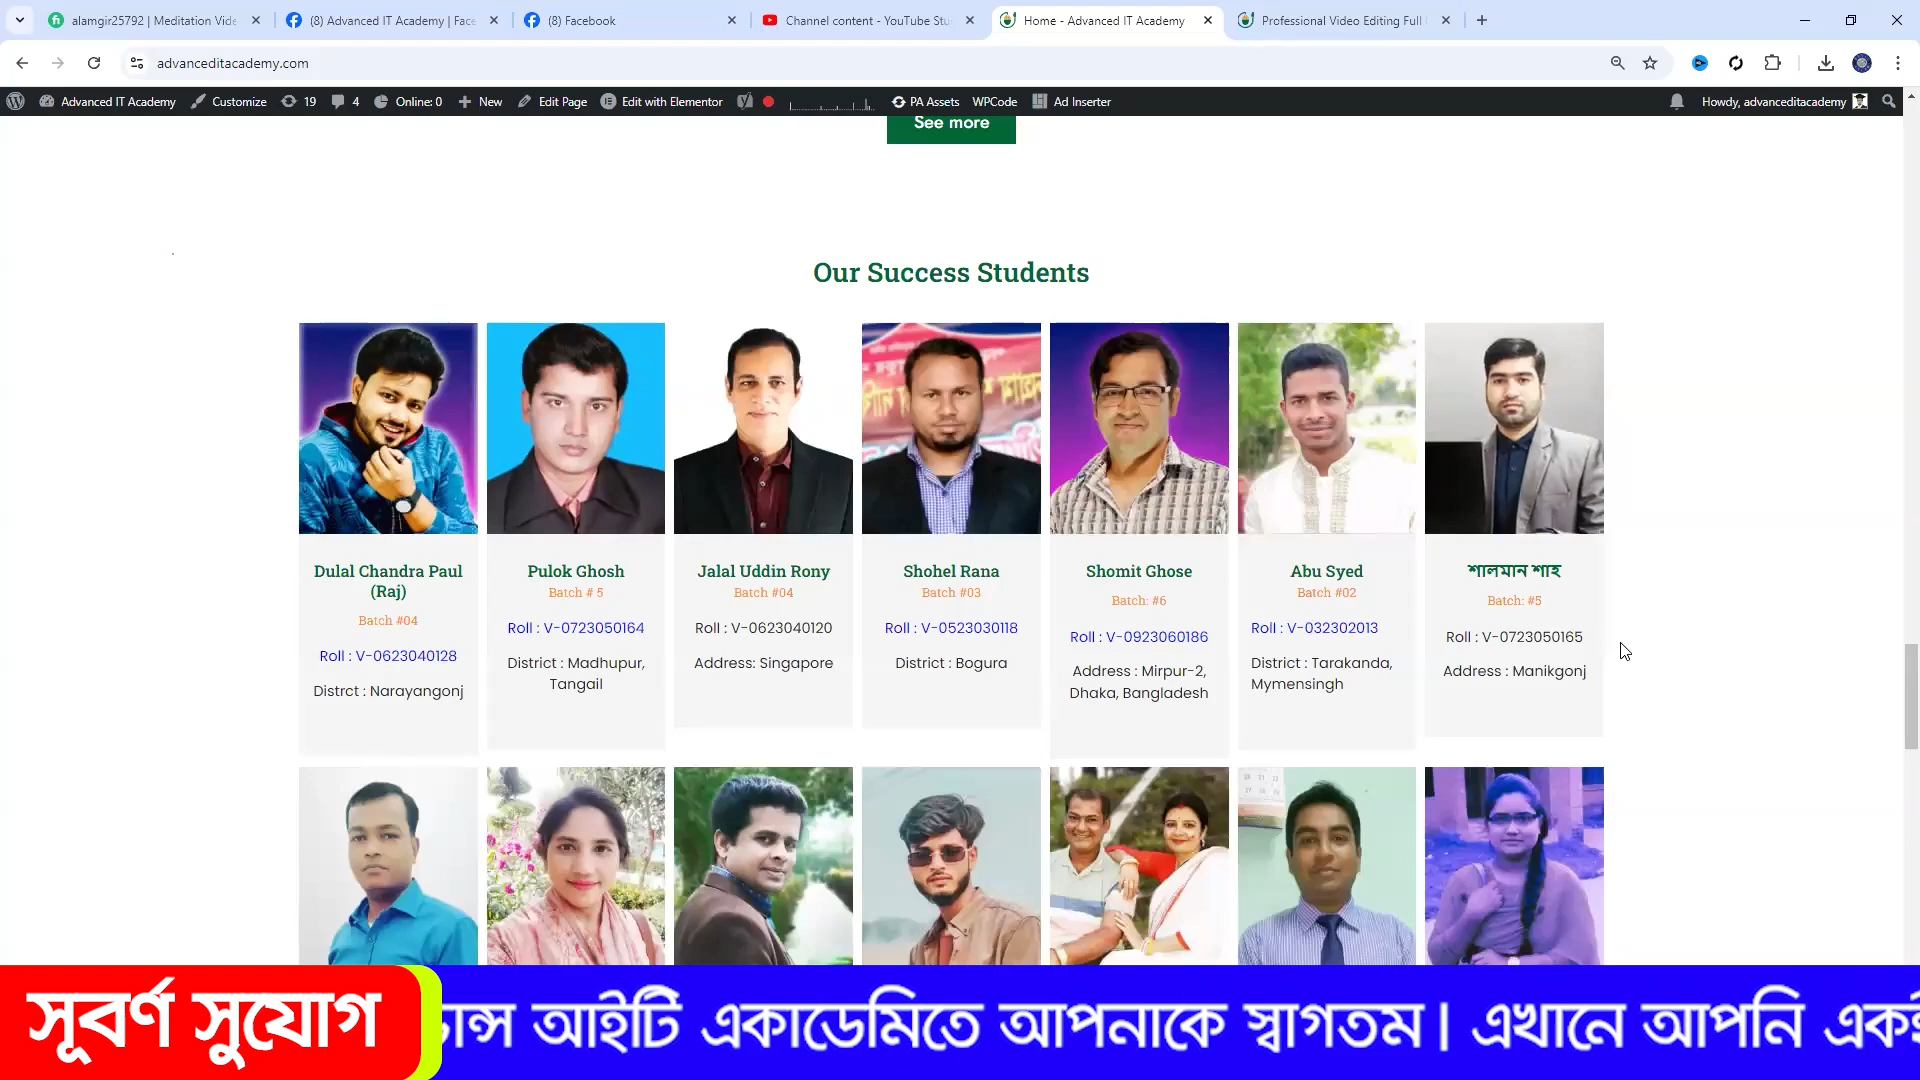 alamgir25792 | Meditation Vide
(8) Advanced IT Academy | Face
(8) Facebook
Channel content - YouTube Stu
Home - Advanced IT Academy
Professional Video Editing Full
advanceditacademy.com
Advanced IT Academy
Customize
19
4
Online: 0
New
Edit Page
Edit with Elementor
PA Assets
WPCode
Ad Inserter
Howdy, advanceditacademy
See more
Our Success Students
Dulal Chandra Paul
(Raj)
Batch #04
Roll : V-0623040128
Distrct : Narayangonj
Pulok Ghosh
Batch # 5
Roll : V-0723050164
District : Madhupur,
Tangail
Jalal Uddin Rony
Batch #04
Roll : V-0623040120
Address: Singapore
Shohel Rana
Batch #03
Roll : V-0523030118
District : Bogura
Shomit Ghose
Batch: #6
Roll : V-0923060186
Address : Mirpur-2,
Dhaka, Bangladesh
Abu Syed
Batch #02
Roll : V-032302013
District : Tarakanda,
Mymensingh
শালমান শাহ
Batch: #5
Roll : V-0723050165
Address : Manikgonj
সূবর্ণ সুযোগ
আইটি একাডেমিতে আপনাকে স্বাগতম। এখানে আপনি